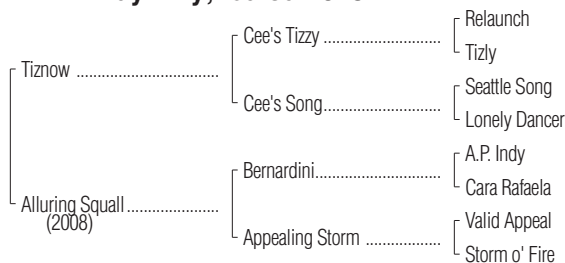 Relaunch
Cee's Tizzy
Tizly
Tiznow
Seattle Song
Cee's Song
Lonely Dancer
A.P. Indy
Bernardini
Cara Rafaela
Alluring Squall
(2008)
Valid Appeal
Appealing Storm
Storm o' Fire